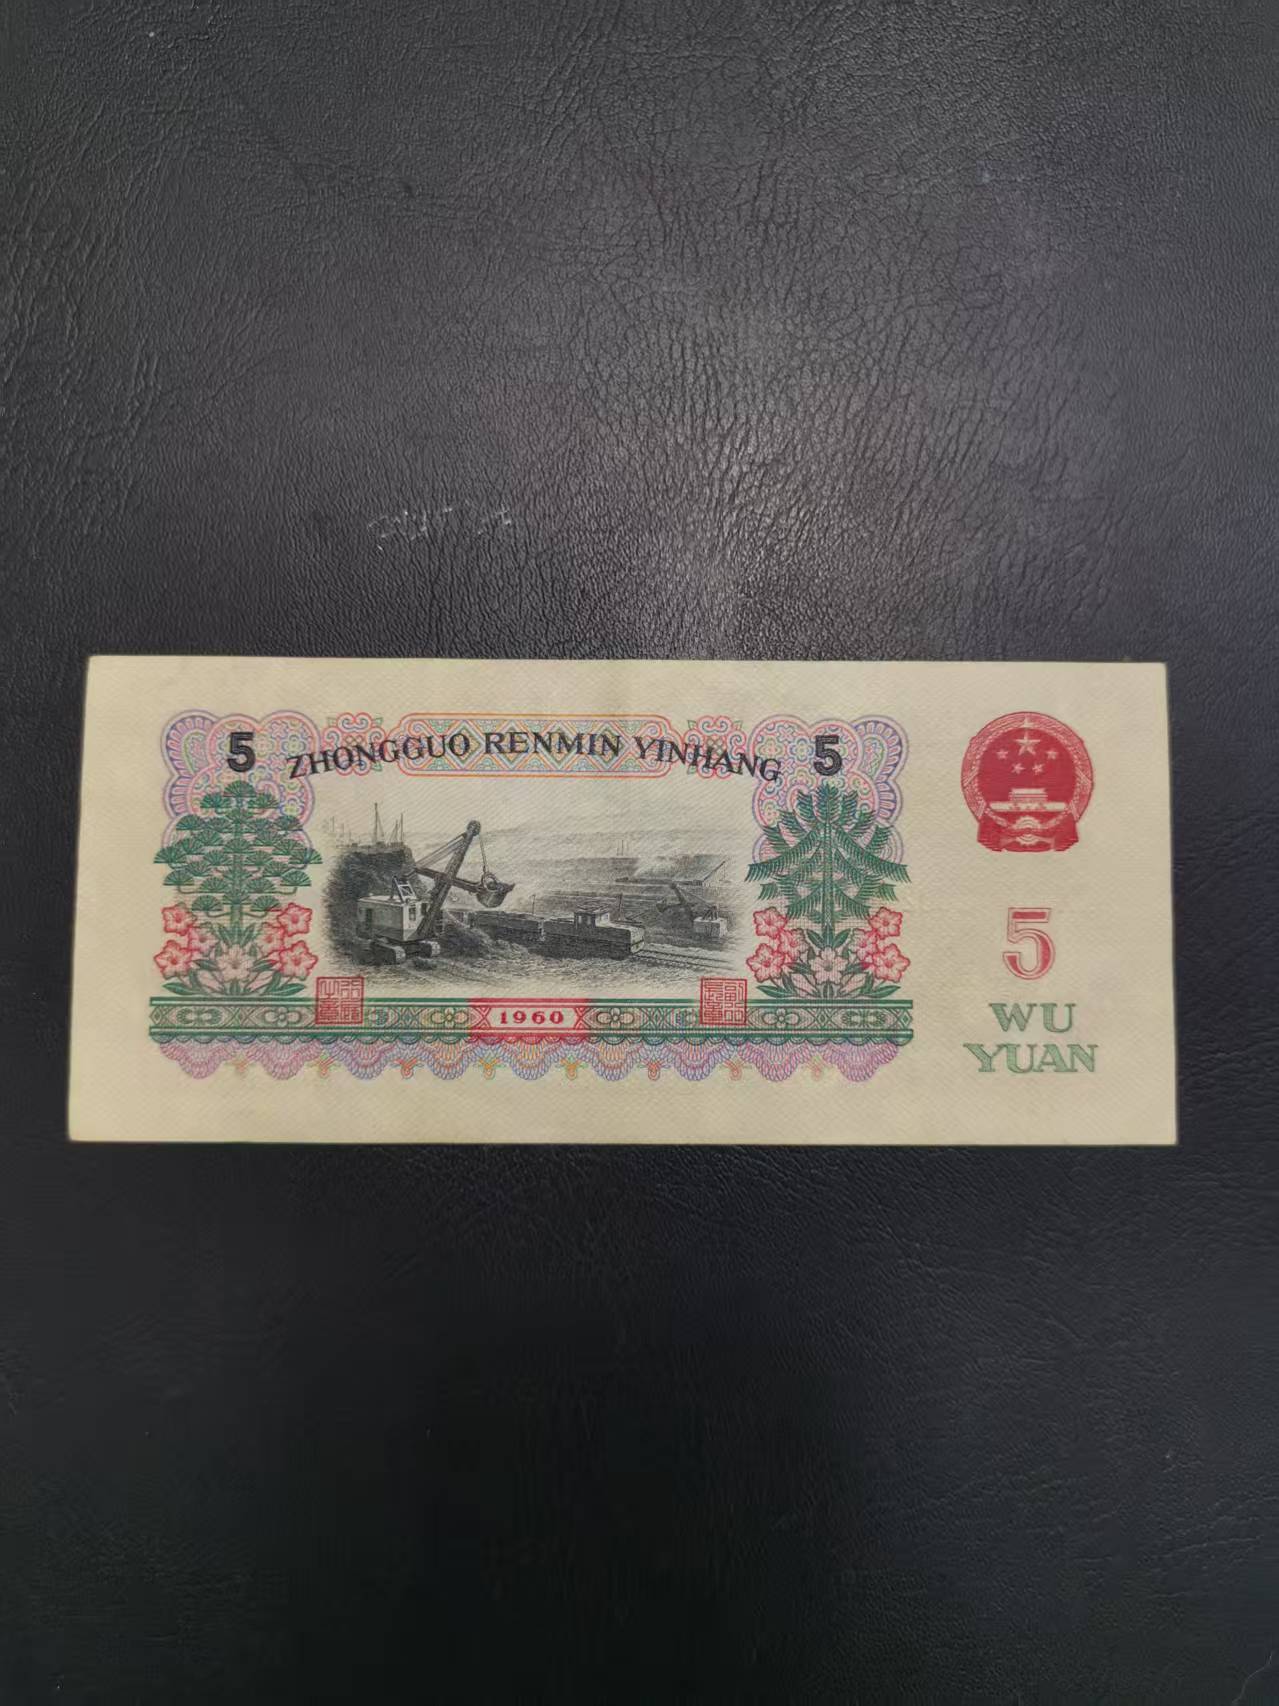 5 ZHONGGUO RENMIN YINHANG 5
5
WU
YUAN
1960